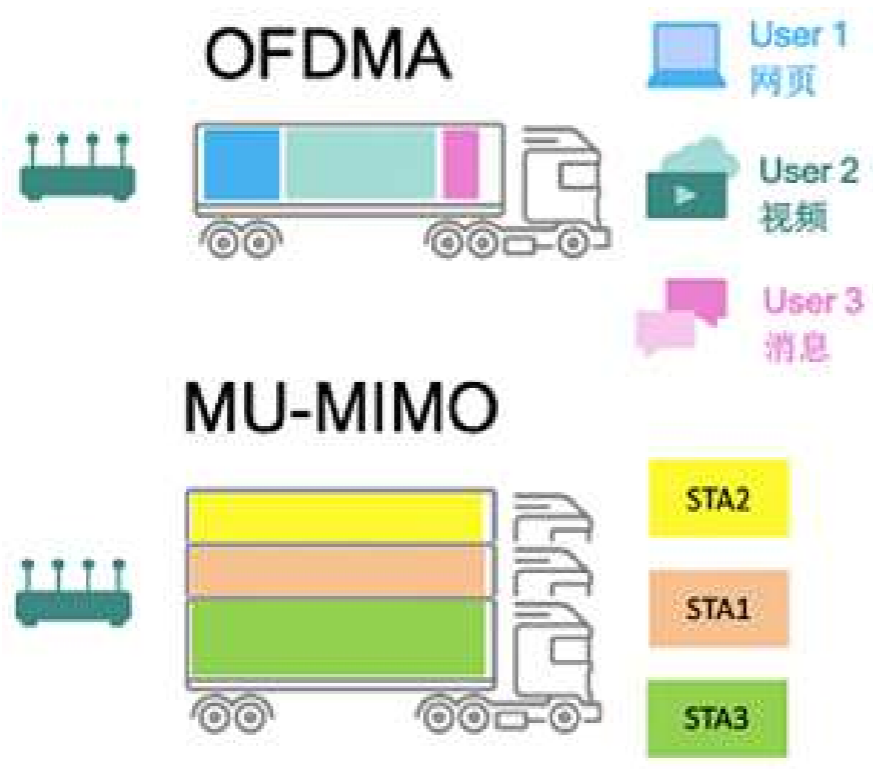 OFDMA
User 1
网页
User 2
视频
User 3
消息
MU-MIMO
STA2
STA1
STA3